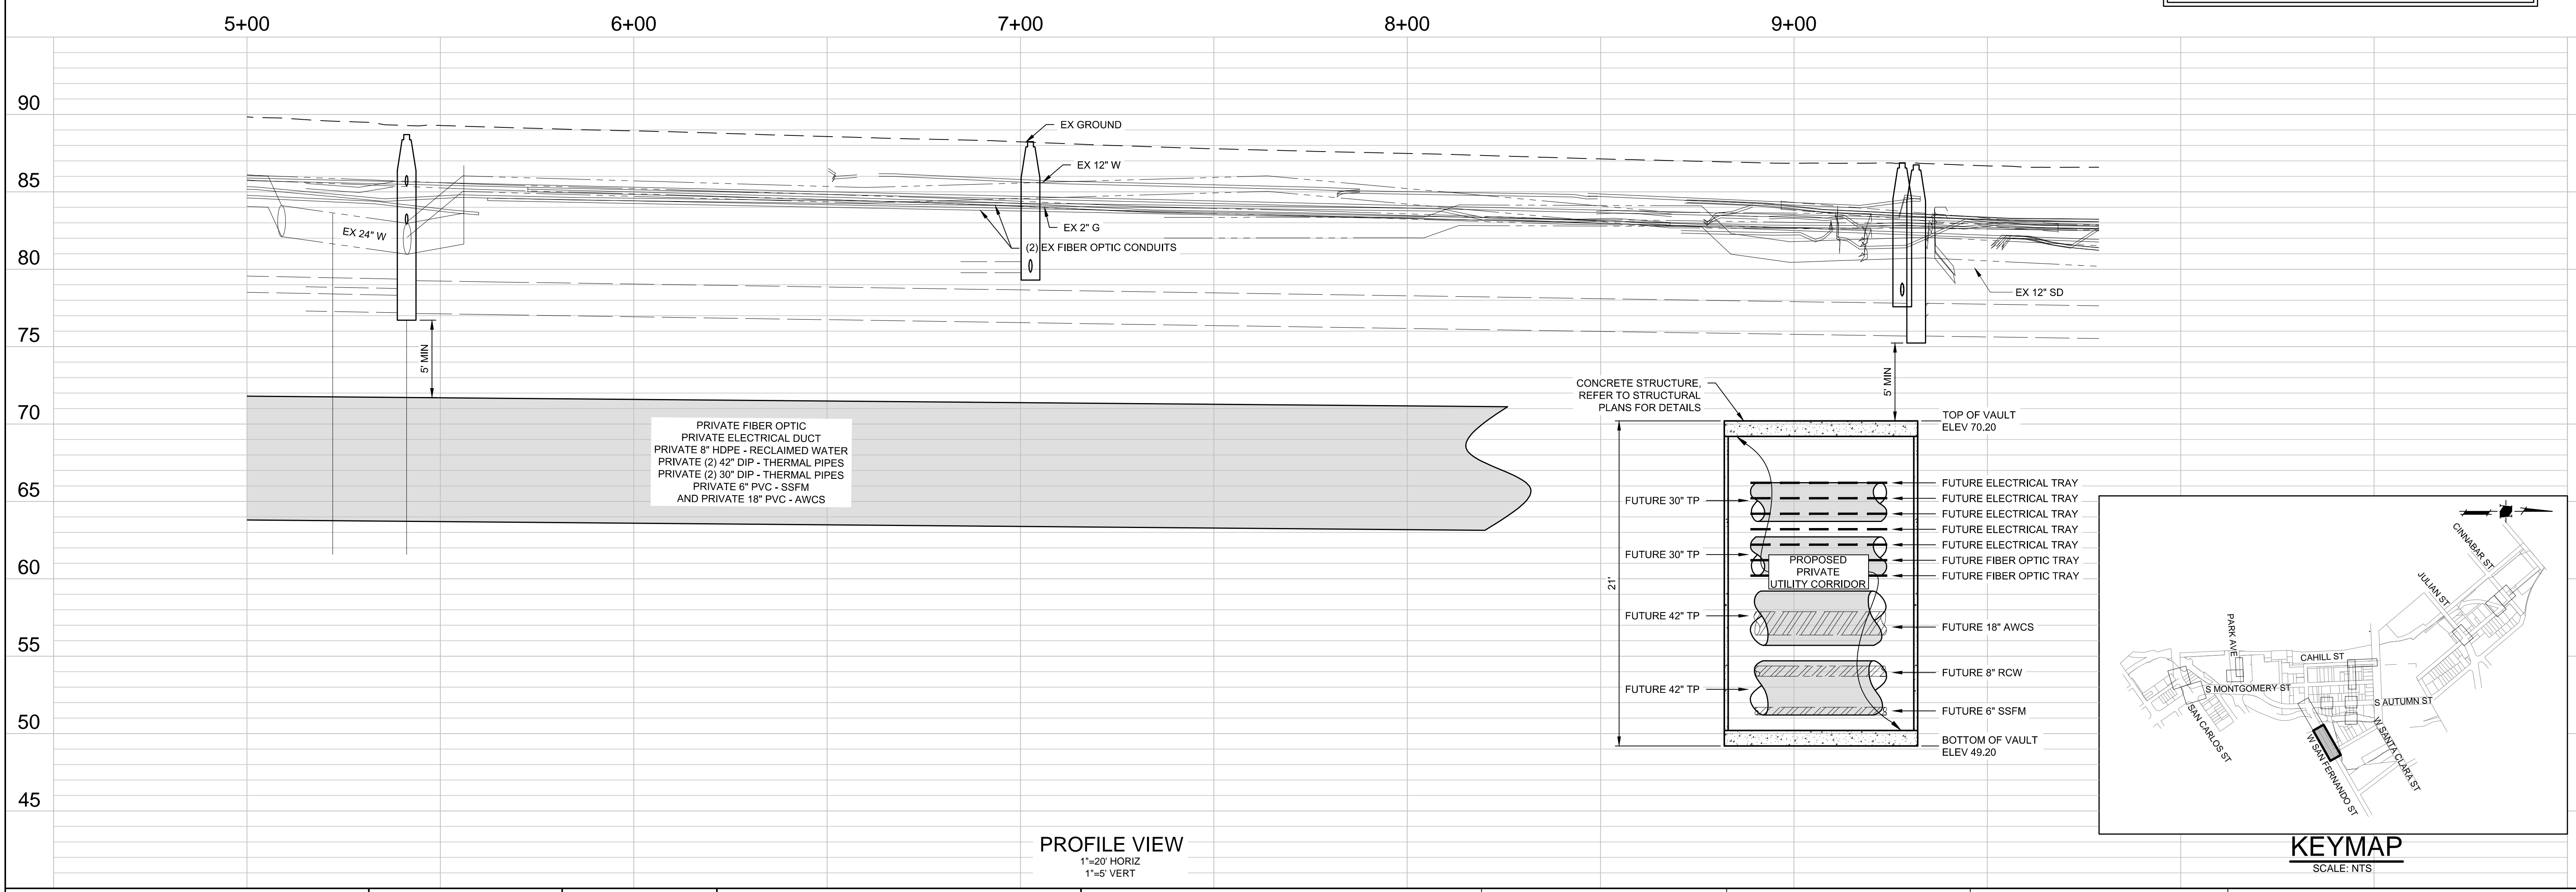 5+00
6+00
7+00
8+00
9+00
90
85
80
75
70
65
60
55
50
45
EX GROUND
EX 12" W
EX 2" G
(2) EX FIBER OPTIC CONDUITS
EX 24" W
EX 12" SD
5' MIN
5' MIN
PRIVATE FIBER OPTIC
PRIVATE ELECTRICAL DUCT
PRIVATE 8" HDPE - RECLAIMED WATER
PRIVATE (2) 42" DIP - THERMAL PIPES
PRIVATE (2) 30" DIP - THERMAL PIPES
PRIVATE 6" PVC - SSFM
AND PRIVATE 18" PVC - AWCS
CONCRETE STRUCTURE,
REFER TO STRUCTURAL
PLANS FOR DETAILS
TOP OF VAULT
ELEV 70.20
21'
FUTURE 30" TP
FUTURE 30" TP
FUTURE 42" TP
FUTURE 42" TP
PROPOSED
PRIVATE
UTILITY CORRIDOR
FUTURE ELECTRICAL TRAY
FUTURE ELECTRICAL TRAY
FUTURE ELECTRICAL TRAY
FUTURE ELECTRICAL TRAY
FUTURE ELECTRICAL TRAY
FUTURE FIBER OPTIC TRAY
FUTURE FIBER OPTIC TRAY
FUTURE 18" AWCS
FUTURE 8" RCW
FUTURE 6" SSFM
BOTTOM OF VAULT
ELEV 49.20
CINNABAR ST
JULIAN ST
PARK AVE
CAHILL ST
S MONTGOMERY ST
S AUTUMN ST
SAN CARLOS ST
W SANTA CLARA ST
W SAN FERNANDO ST
PROFILE VIEW
1"=20' HORIZ
1"=5' VERT
KEYMAP
SCALE: NTS